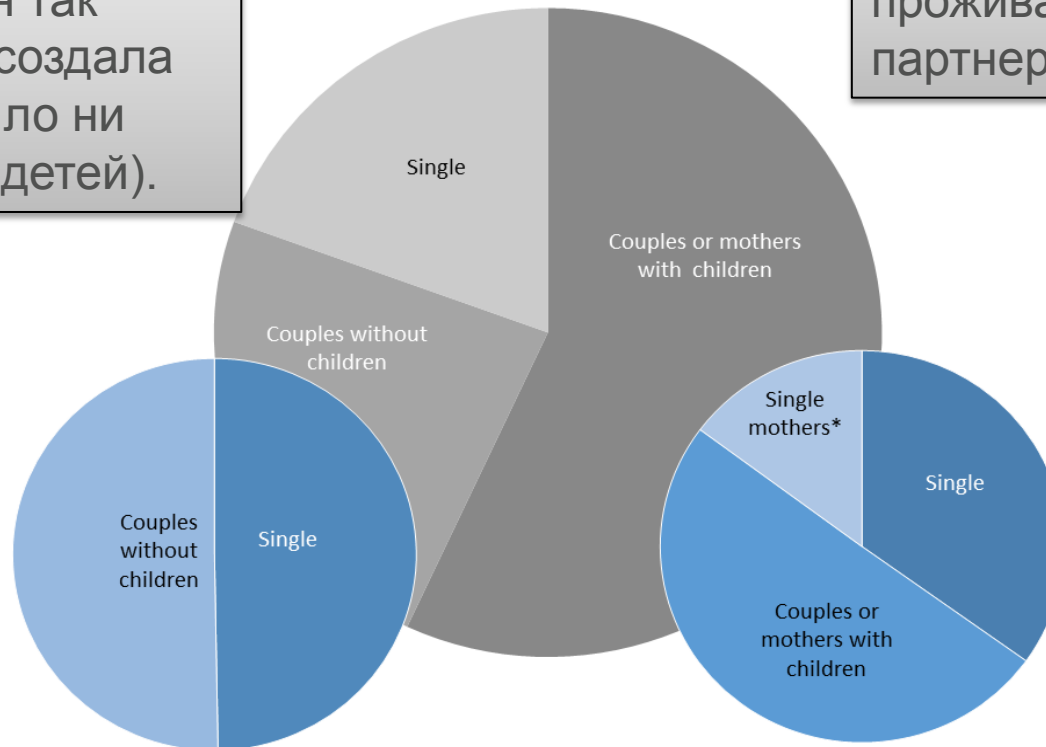 создала
ло ни
детей).
партнер
Single
Couples or mothers
with children
Couples without
children
Single
mothers*
Single
Couples
without
children
Single
Couples or
mothers with
children